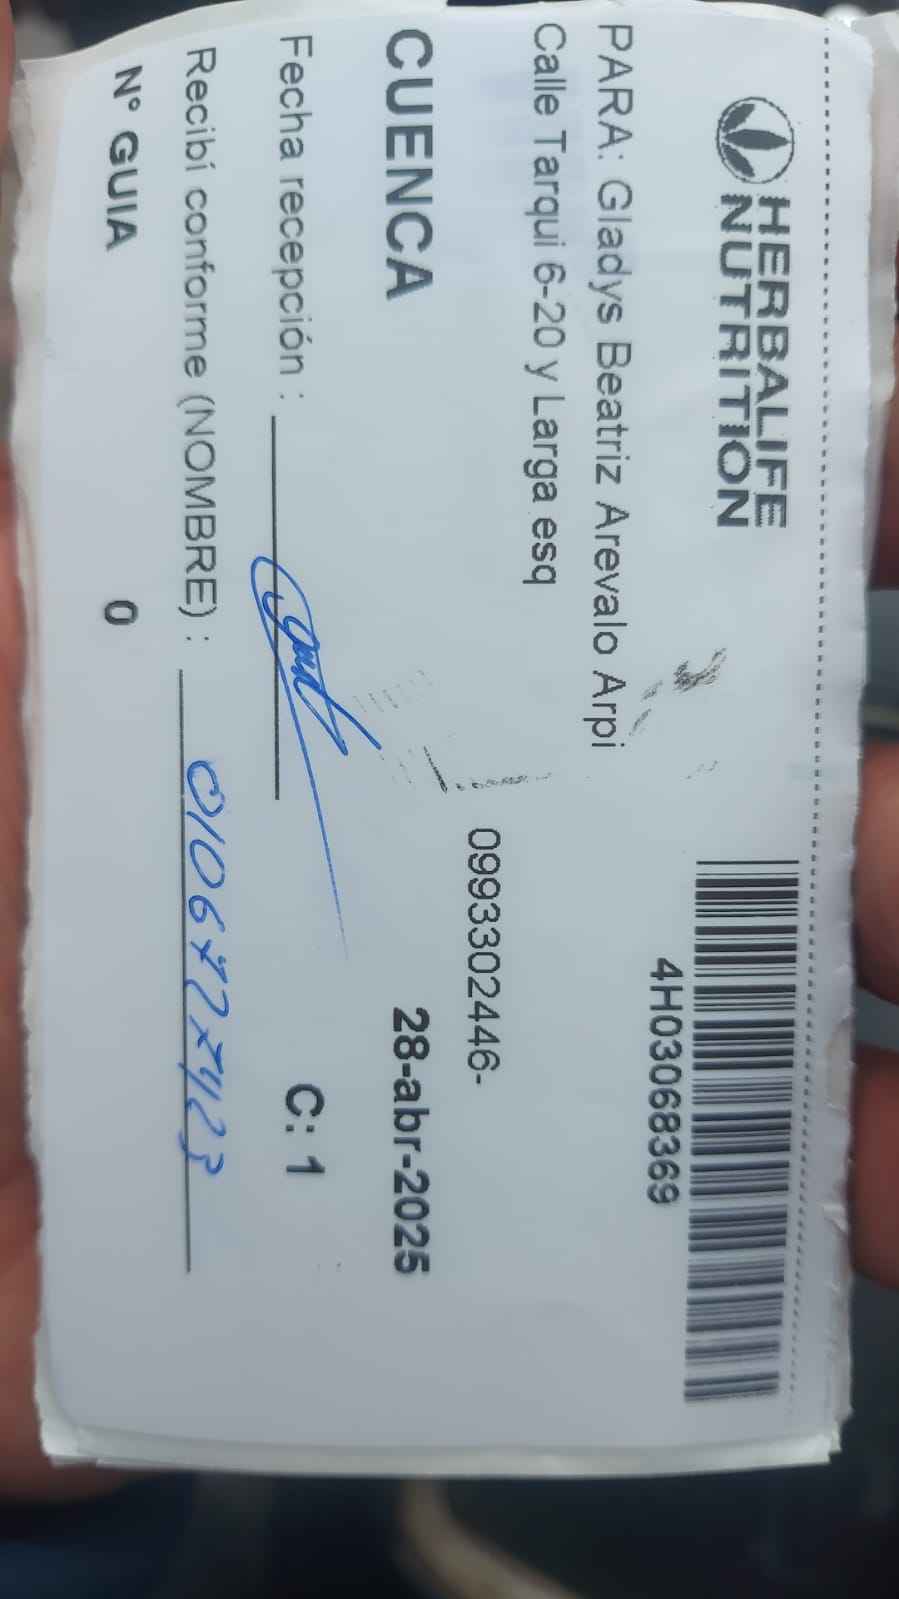 HERBALIFE
NUTRITION
4H03068369
PARA: Gladys Beatriz Arevalo Arpi
Calle Tarqui 6-20 y Larga esq
0993302446-
CUENCA 28-abr-2025
Fecha recepción : C: 1
Recibí conforme (NOMBRE) :
N° GUIA 0